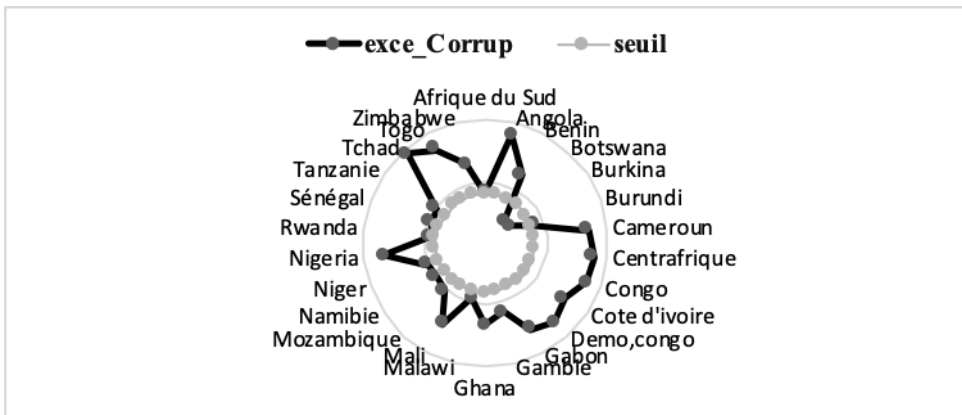 exce_Corrup seuil
Afrique du Sud
Angola
Benin
Botswana
Burkina
Burundi
Cameroun
Centrafrique
Congo
Cote d'ivoire
Demo,congo
Gabon
Gambie
Ghana
Malawi
Mali
Mozambique
Namibie
Niger
Nigeria
Rwanda
Sénégal
Tanzanie
Tchad
Togo
Zimbabwe